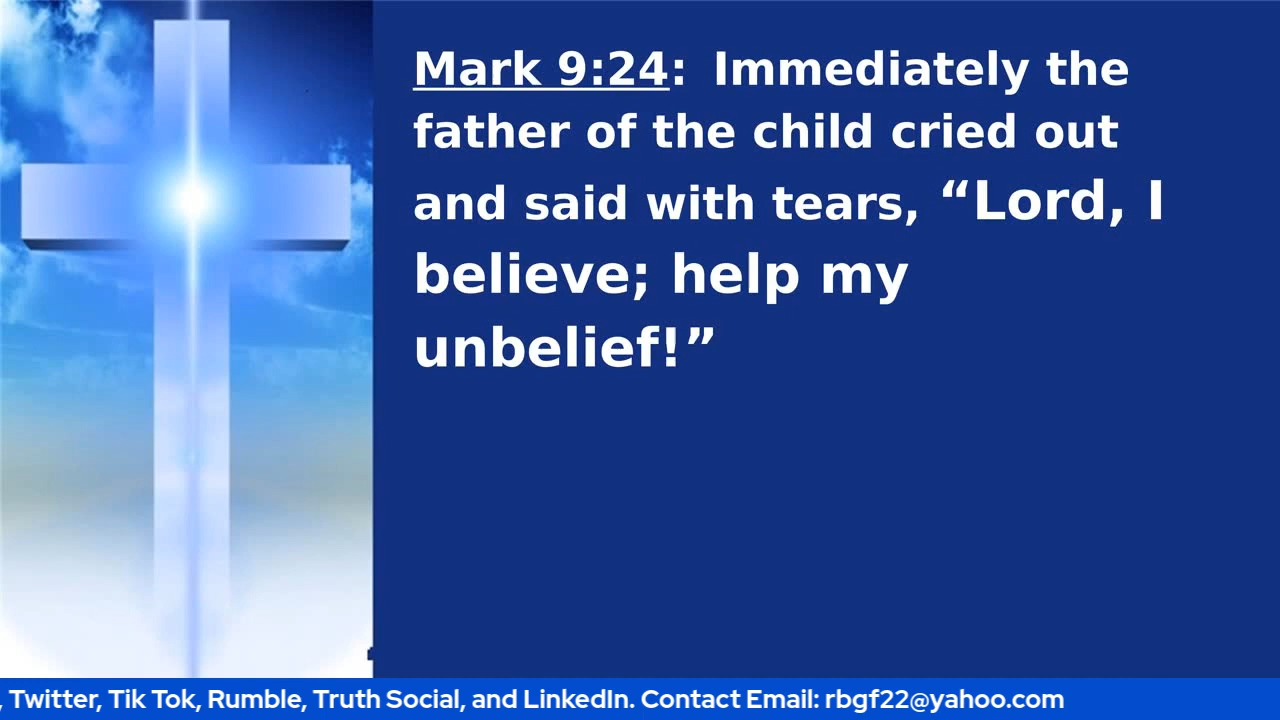 Mark 9:24: Immediately the
father of the child cried out
and said with tears, “Lord, I
believe; help my
unbelief!”
, Twitter, Tik Tok, Rumble, Truth Social, and LinkedIn. Contact Email: rbgf22@yahoo.com